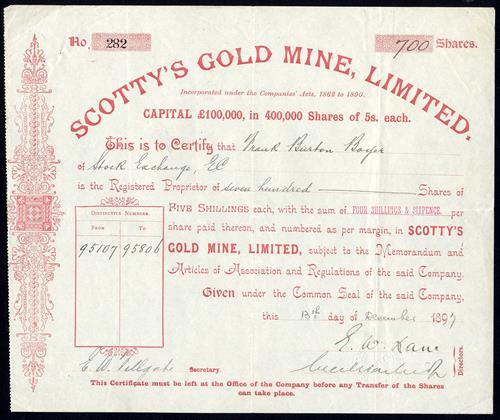 No. 282
700 Shares.
SCOTTY'S GOLD MINE, LIMITED.
Incorporated under the Companies' Acts, 1862 to 1890.
CAPITAL £100,000, in 400,000 Shares of 5s. each.
This is to Certify that Frank Burton Boyer
of Stock Exchange, EC
is the Registered Proprietor of seven hundred Shares of
FIVE SHILLINGS each, with the sum of FOUR SHILLINGS & SIXPENCE per
share paid thereon, and numbered as per margin, in SCOTTY'S
GOLD MINE, LIMITED, subject to the Memorandum and
Articles of Association and Regulations of the said Company.
DISTINCTIVE NUMBER.
FROM TO
95107 95806
Given under the Common Seal of the said Company,
this 13th day of December 1897
E. W. Lane
Directors.
E. W. Secretary.
This Certificate must be left at the Office of the Company before any Transfer of the Shares
can take place.